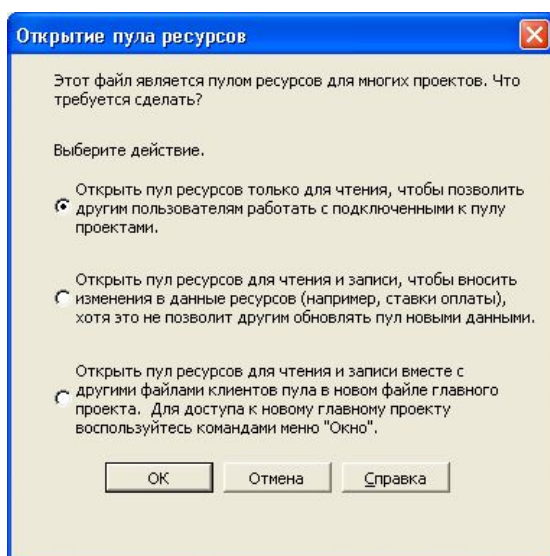 Открытие пула ресурсов
Этот файл является пулом ресурсов для многих проектов. Что
требуется сделать?
Выберите действие.
Открыть пул ресурсов только для чтения, чтобы позволить
другим пользователям работать с подключенными к пулу
проектами.
Открыть пул ресурсов для чтения и записи, чтобы вносить
изменения в данные ресурсов (например, ставки оплаты),
хотя это не позволит другим обновлять пул новыми данными.
Открыть пул ресурсов для чтения и записи вместе с
другими файлами клиентов пула в новом файле главного
проекта. Для доступа к новому главному проекту
воспользуйтесь командами меню "Окно".
ОК
Отмена
Справка